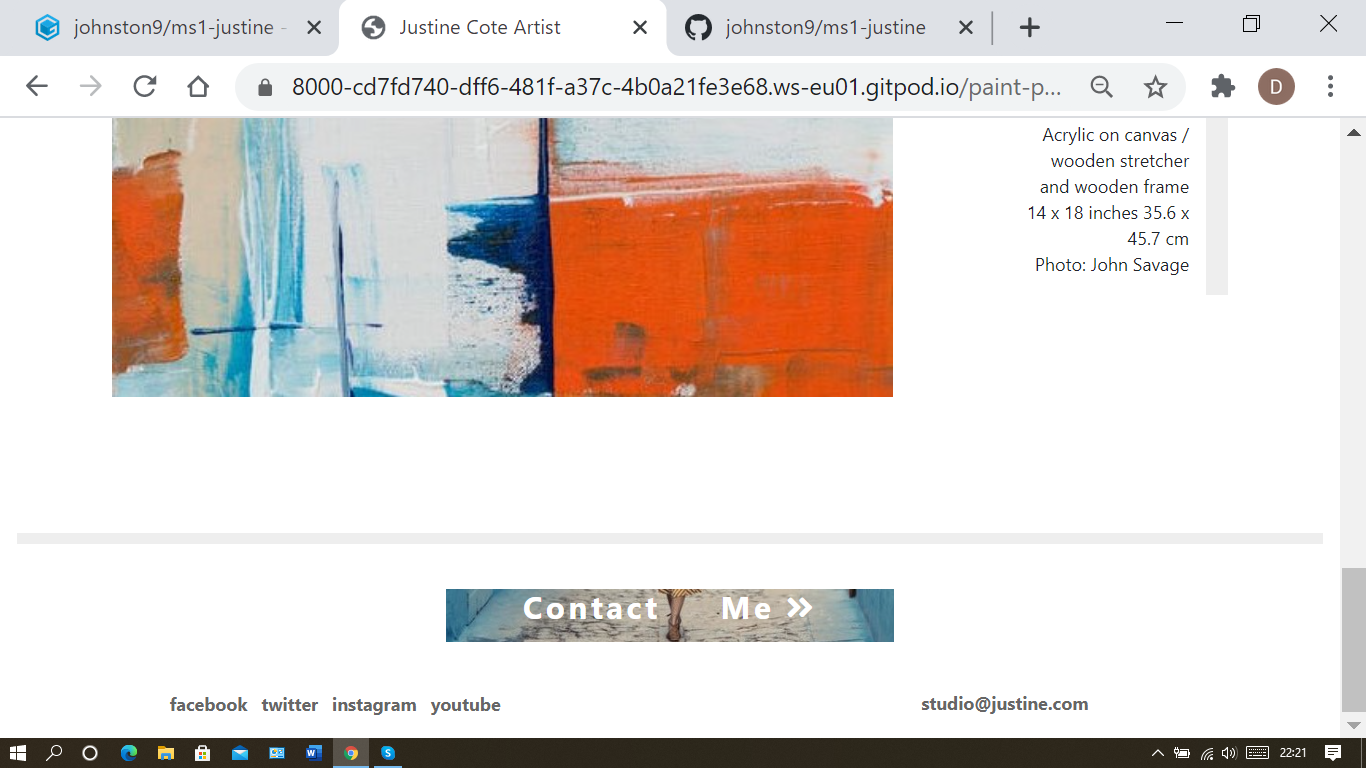 johnston9/ms1-justine -
Justine Cote Artist
johnston9/ms1-justine
8000-cd7fd740-dff6-481f-a37c-4b0a21fe3e68.ws-eu01.gitpod.io/paint-p...
D
Acrylic on canvas /
wooden stretcher
and wooden frame
14 x 18 inches 35.6 x
45.7 cm
Photo: John Savage
Contact Me
facebook twitter instagram youtube
studio@justine.com
22:21